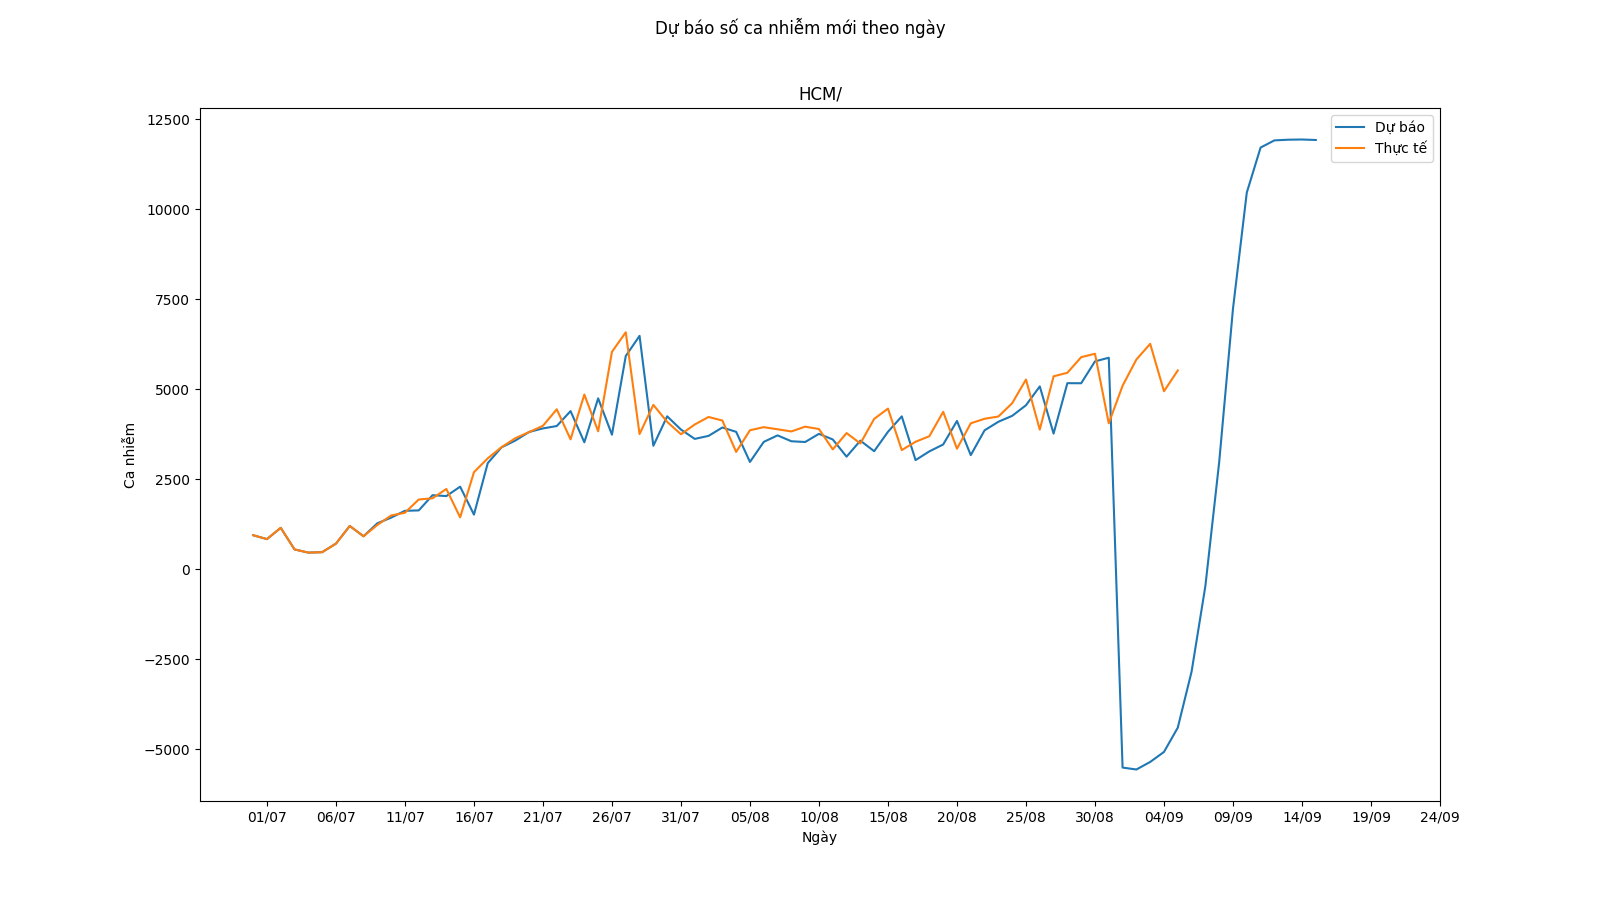 Dự báo số ca nhiễm mới theo ngày
HCM/
Dự báo
Thực tế
12500
10000
7500
5000
2500
0
−2500
−5000
Ca nhiễm
01/07 06/07 11/07 16/07 21/07 26/07 31/07 05/08 10/08 15/08 20/08 25/08 30/08 04/09 09/09 14/09 19/09 24/09
Ngày